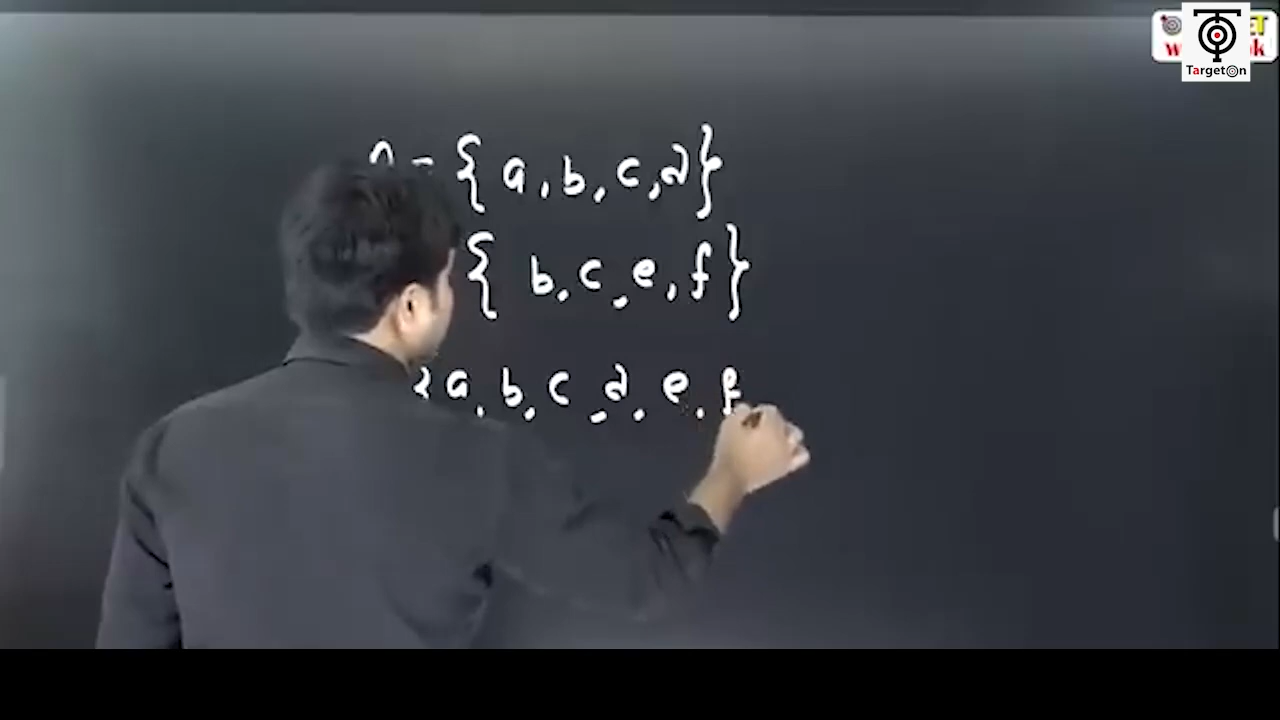 = { a, b, c, d}
{ b, c, e, f }
{ a, b, c, d, e, f
TargetOn